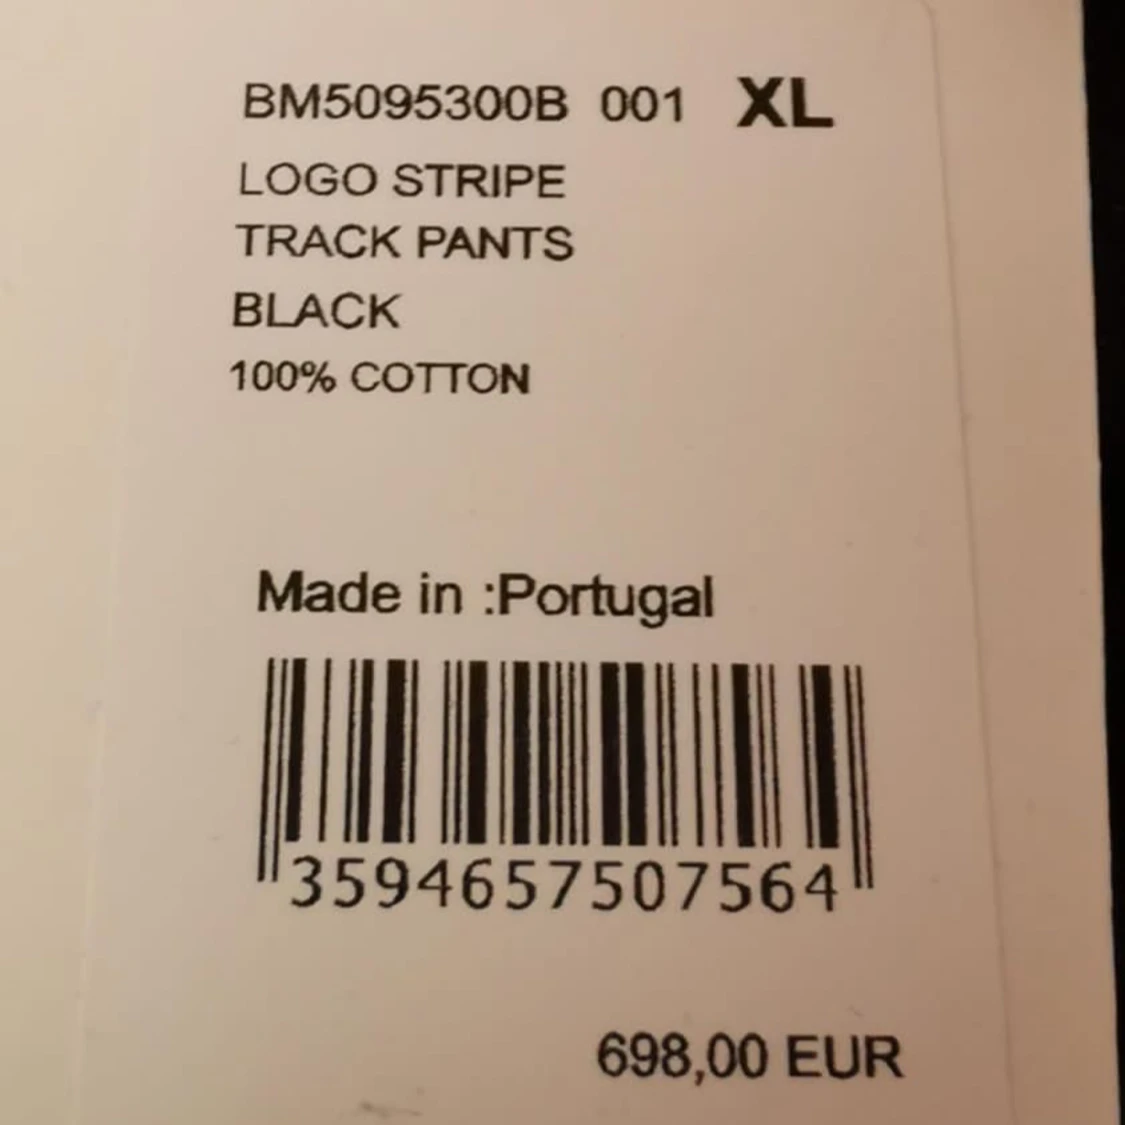 BM5095300B 001 XL
LOGO STRIPE
TRACK PANTS
BLACK
100% COTTON
Made in :Portugal
3594657507564
698,00 EUR